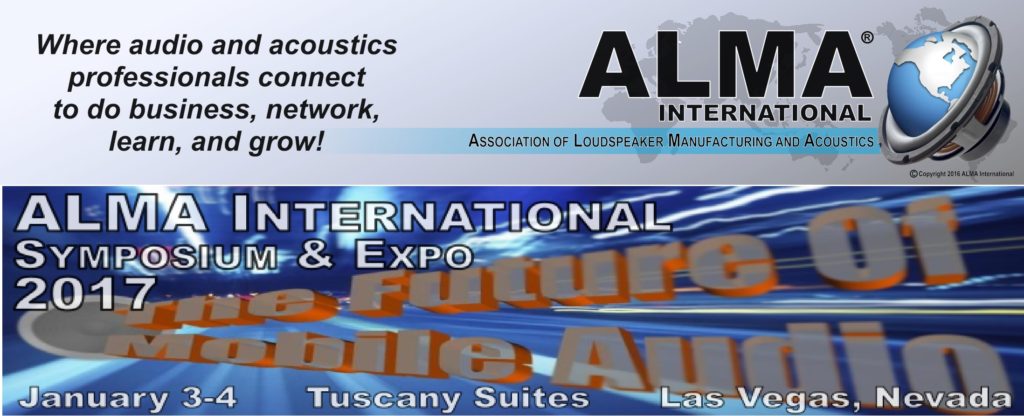 Where audio and acoustics
professionals connect
to do business, network,
learn, and grow!
ALMA®
INTERNATIONAL
ASSOCIATION OF LOUDSPEAKER MANUFACTURING AND ACOUSTICS
©Copyright 2016 ALMA International
ALMA INTERNATIONAL
SYMPOSIUM & EXPO
2017
The Future Of
Mobile Audio
January 3-4 Tuscany Suites Las Vegas, Nevada